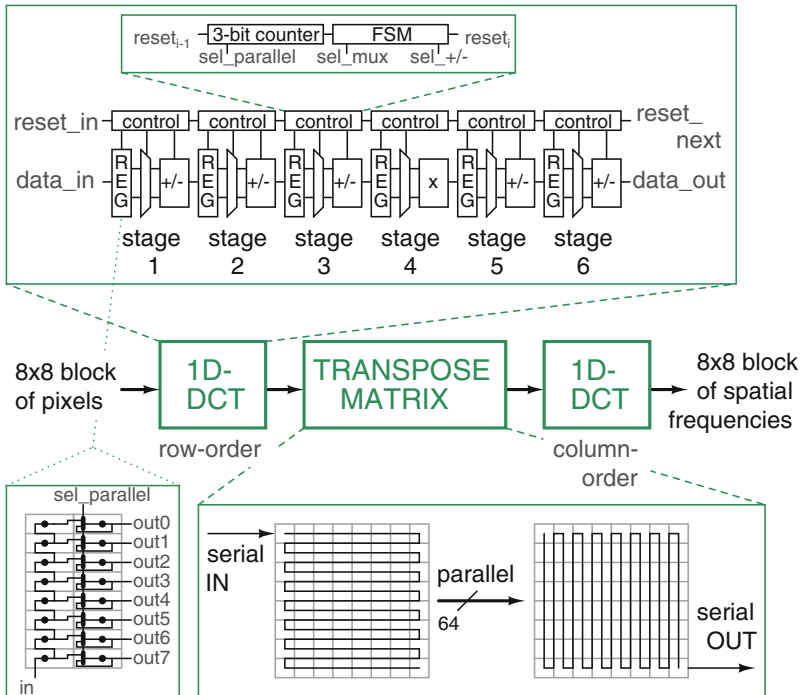 reset_i-1 3-bit counter FSM reset_i
sel_parallel sel_mux sel_+/-
reset_in control control control control control control reset_
next
data_in REG +/- REG +/- REG +/- REG x REG +/- REG +/- data_out
stage stage stage stage stage stage
1 2 3 4 5 6
8x8 block
of pixels
1D-
DCT
TRANSPOSE
MATRIX
1D-
DCT
8x8 block
of spatial
frequencies
row-order
column-
order
sel_parallel
out0
out1
out2
out3
out4
out5
out6
out7
in
serial
IN
parallel
64
serial
OUT